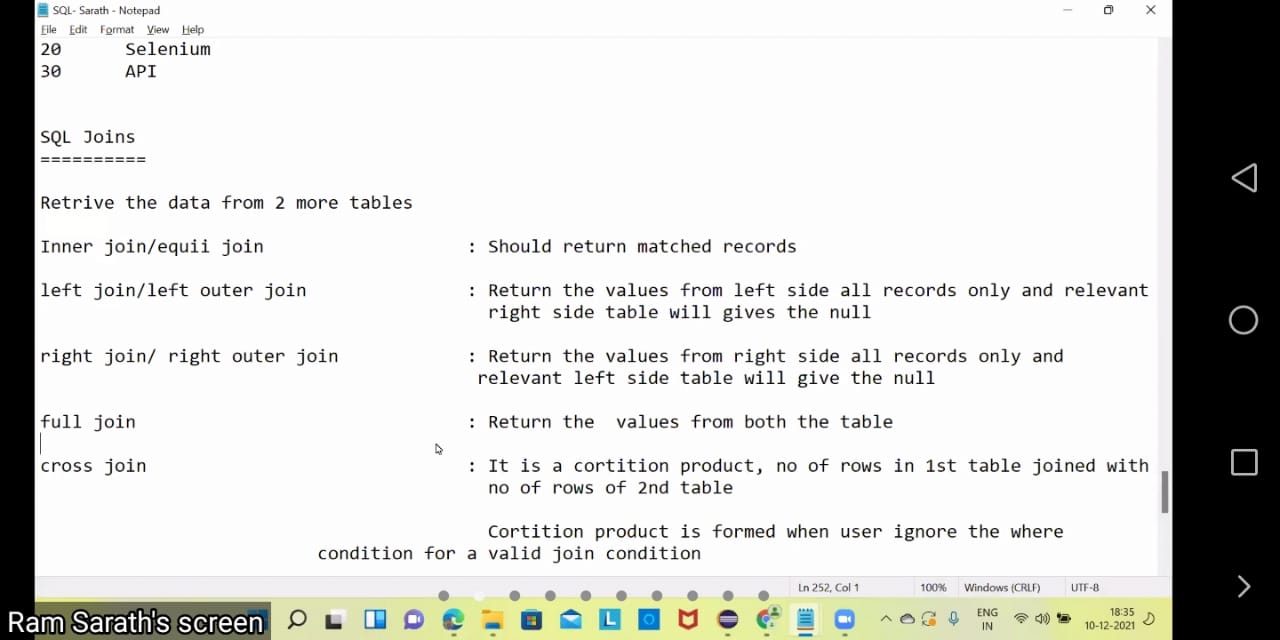 SQL- Sarath - Notepad
File Edit Format View Help
20 Selenium
30 API
SQL Joins
==========
Retrive the data from 2 more tables
Inner join/equii join : Should return matched records
left join/left outer join : Return the values from left side all records only and relevant
right side table will gives the null
right join/ right outer join : Return the values from right side all records only and
relevant left side table will give the null
full join : Return the values from both the table
cross join : It is a cortition product, no of rows in 1st table joined with
no of rows of 2nd table
Cortition product is formed when user ignore the where
condition for a valid join condition
Ln 252, Col 1 100% Windows (CRLF) UTF-8
Ram Sarath's screen
L
ENG
IN
18:35
10-12-2021